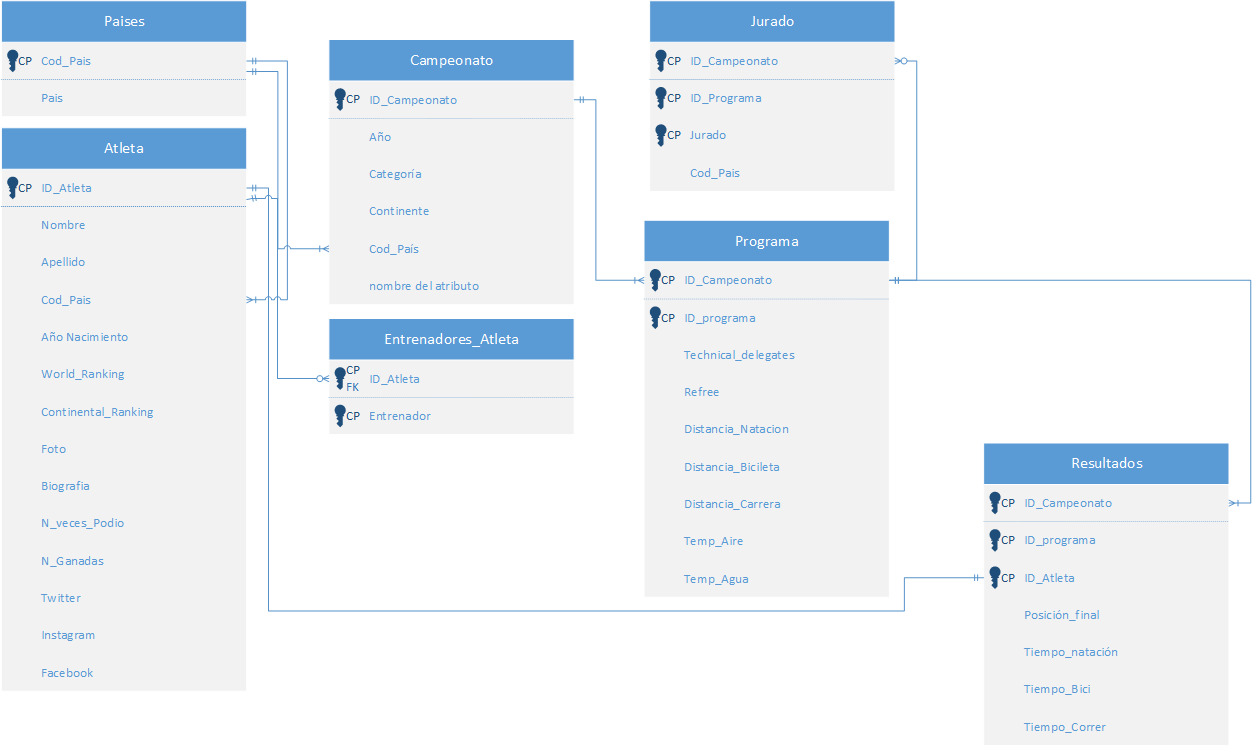 Paises
CP Cod_Pais
Pais
Atleta
CP ID_Atleta
Nombre
Apellido
Cod_Pais
Año Nacimiento
World_Ranking
Continental_Ranking
Foto
Biografia
N_veces_Podio
N_Ganadas
Twitter
Instagram
Facebook
Campeonato
CP ID_Campeonato
Año
Categoría
Continente
Cod_País
nombre del atributo
Entrenadores_Atleta
CP
FK ID_Atleta
CP Entrenador
Jurado
CP ID_Campeonato
CP ID_Programa
CP Jurado
Cod_Pais
Programa
CP ID_Campeonato
CP ID_programa
Technical_delegates
Refree
Distancia_Natacion
Distancia_Bicileta
Distancia_Carrera
Temp_Aire
Temp_Agua
Resultados
CP ID_Campeonato
CP ID_programa
CP ID_Atleta
Posición_final
Tiempo_natación
Tiempo_Bici
Tiempo_Correr